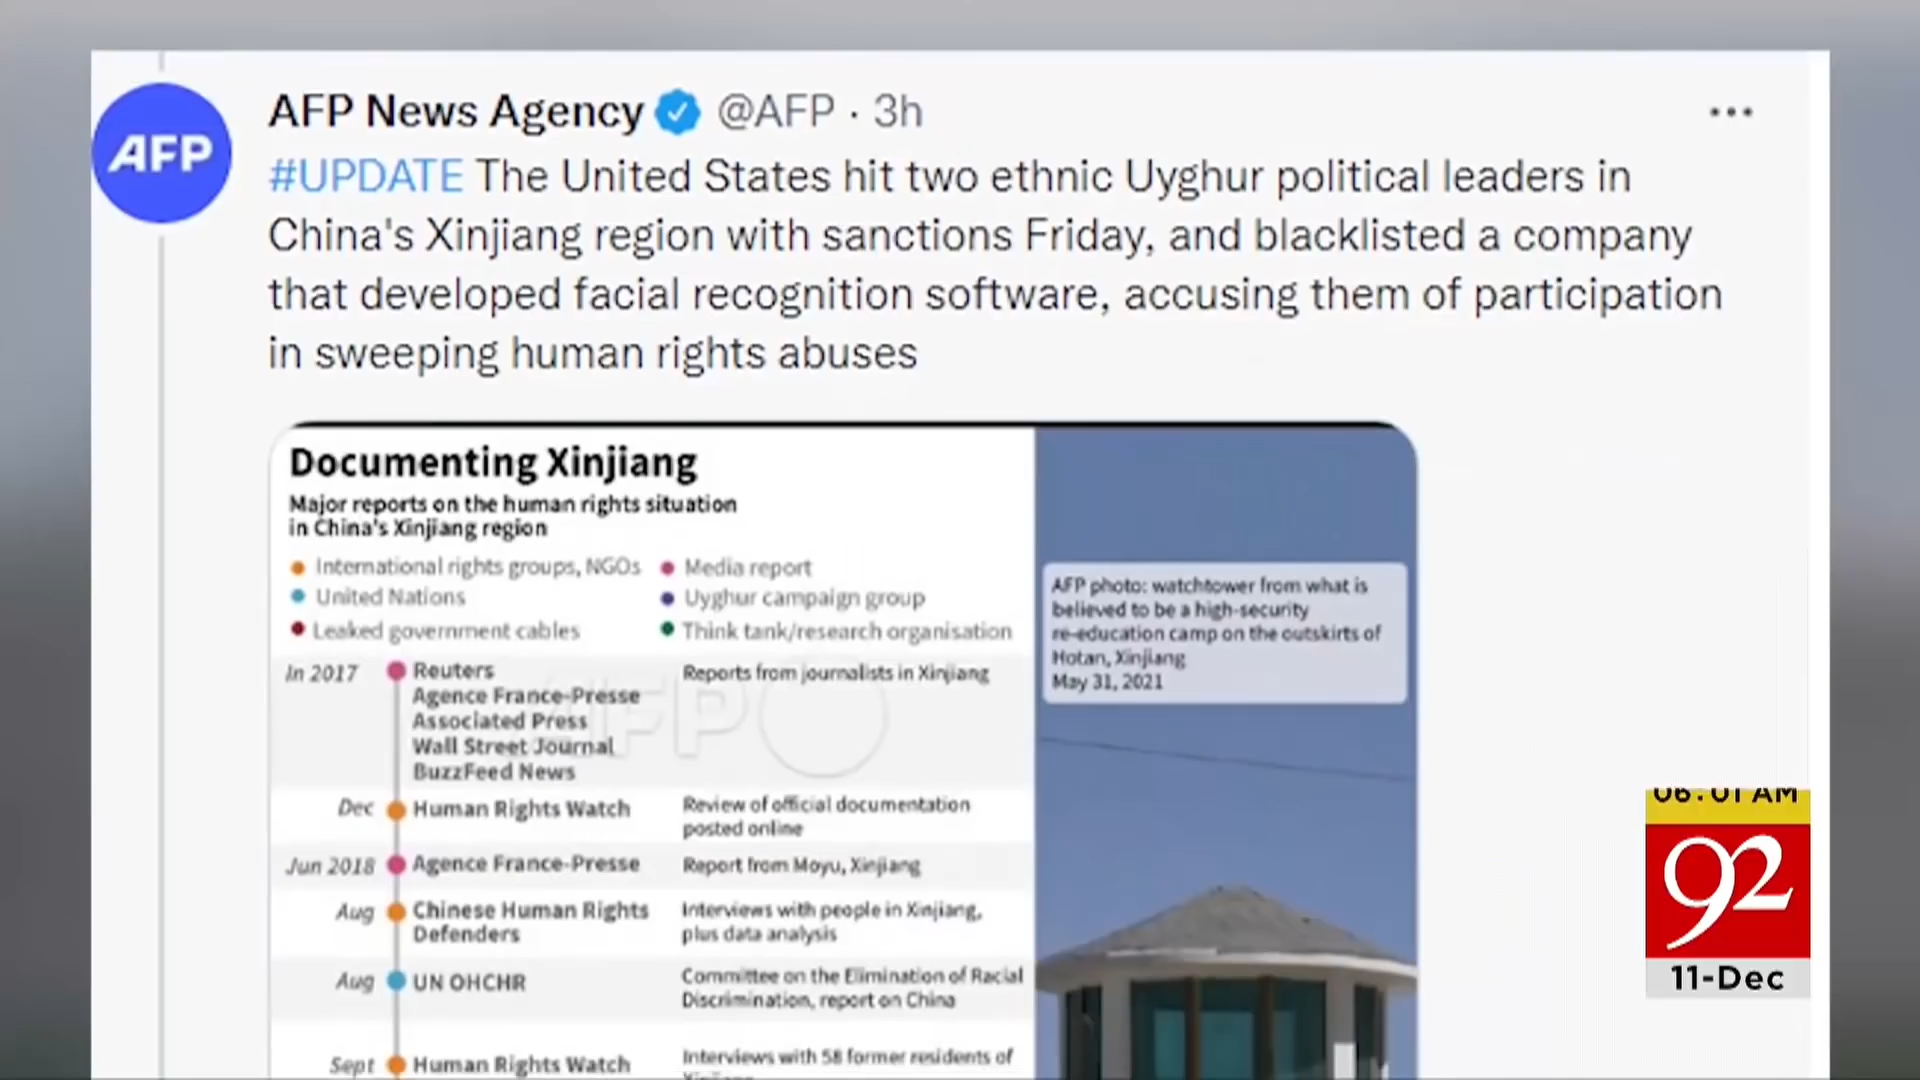 AFP
AFP News Agency @AFP · 3h
#UPDATE The United States hit two ethnic Uyghur political leaders in
China's Xinjiang region with sanctions Friday, and blacklisted a company
that developed facial recognition software, accusing them of participation
in sweeping human rights abuses
Documenting Xinjiang
Major reports on the human rights situation
in China's Xinjiang region
International rights groups, NGOs
Media report
United Nations
Uyghur campaign group
Leaked government cables
Think tank/research organisation
AFP photo: watchtower from what is
believed to be a high-security
re-education camp on the outskirts of
Hotan, Xinjiang
May 31, 2021
In 2017 Reuters Reports from journalists in Xinjiang
Agence France-Presse
Associated Press
Wall Street Journal
BuzzFeed News
AFP
Dec Human Rights Watch Review of official documentation
posted online
Jun 2018 Agence France-Presse Report from Moyu, Xinjiang
Aug Chinese Human Rights Interviews with people in Xinjiang,
Defenders plus data analysis
Aug UN OHCHR Committee on the Elimination of Racial
Discrimination, report on China
Sept Human Rights Watch Interviews with 58 former residents of
06:01 AM
92
11-Dec